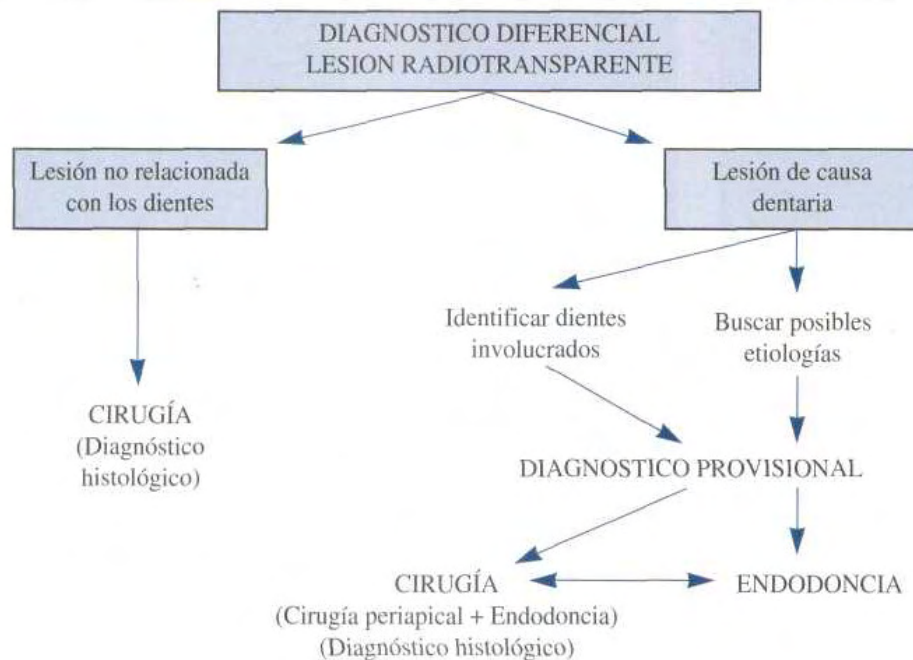 DIAGNOSTICO DIFERENCIAL
LESION RADIOTRANSPARENTE
Lesión no relacionada
con los dientes
Lesión de causa
dentaria
Identificar dientes
involucrados
Buscar posibles
etiologías
CIRUGÍA
(Diagnóstico
histológico)
DIAGNOSTICO PROVISIONAL
CIRUGÍA
(Cirugía periapical + Endodoncia)
(Diagnóstico histológico)
ENDODONCIA